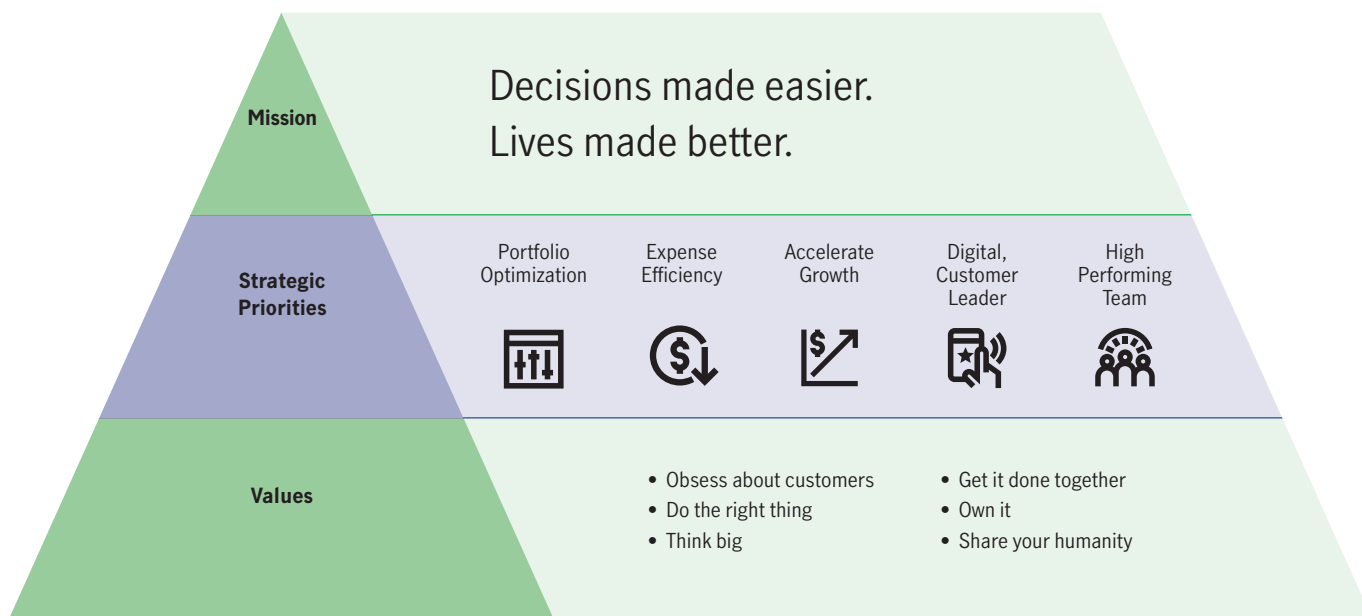 Mission
Decisions made easier.
Lives made better.
Strategic
Priorities
Portfolio
Optimization
Expense
Efficiency
Accelerate
Growth
Digital,
Customer
Leader
High
Performing
Team
Values
• Obsess about customers
• Do the right thing
• Think big
• Get it done together
• Own it
• Share your humanity